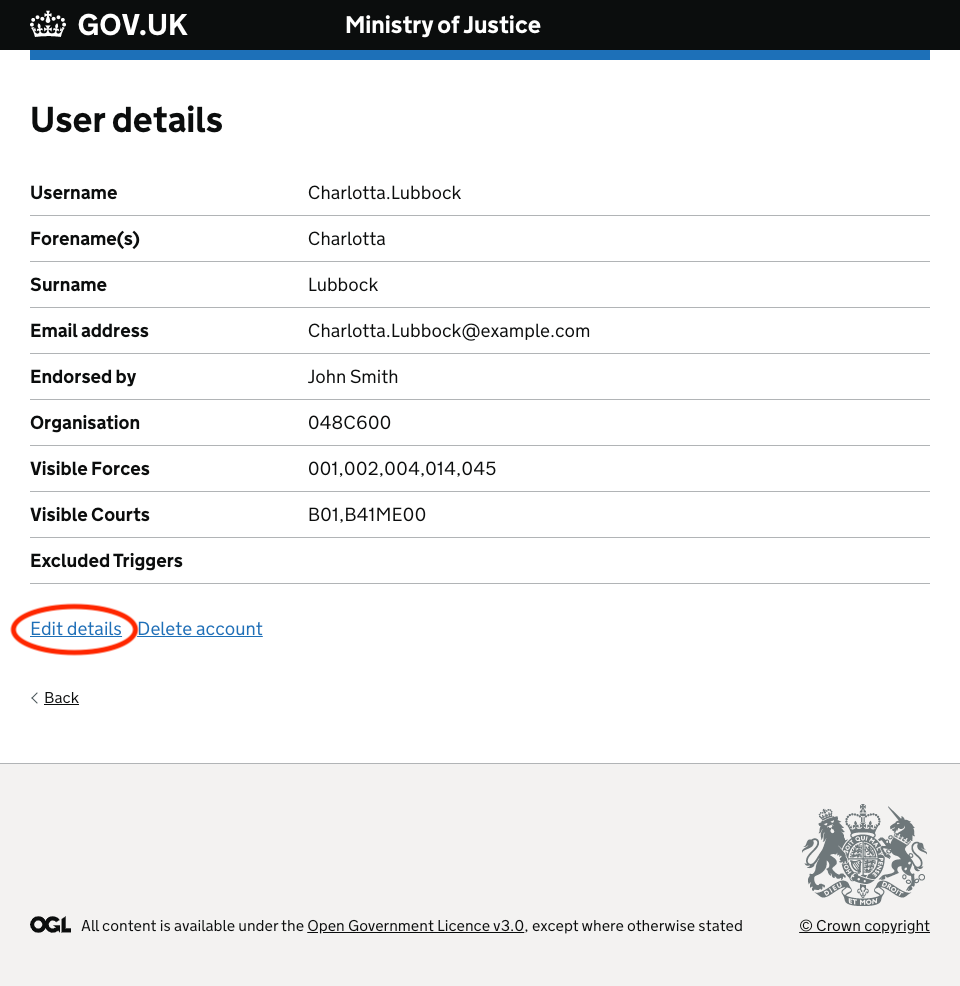 GOV.UK Ministry of Justice
User details
Username Charlotta.Lubbock
Forename(s) Charlotta
Surname Lubbock
Email address Charlotta.Lubbock@example.com
Endorsed by John Smith
Organisation 048C600
Visible Forces 001,002,004,014,045
Visible Courts B01,B41ME00
Excluded Triggers
Edit details Delete account
Back
DIEU ET MON DROIT
OGL All content is available under the Open Government Licence v3.0, except where otherwise stated © Crown copyright